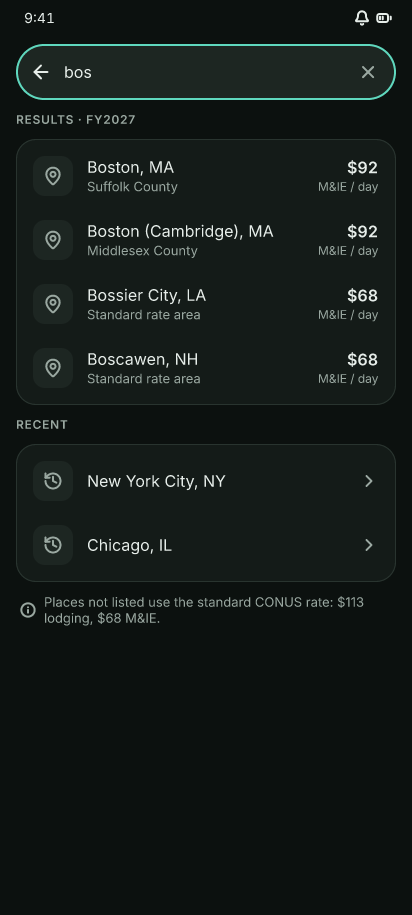 9:41
bos
RESULTS · FY2027
Boston, MA
$92
Suffolk County
M&IE / day
Boston (Cambridge), MA
$92
Middlesex County
M&IE / day
Bossier City, LA
$68
Standard rate area
M&IE / day
Boscawen, NH
$68
Standard rate area
M&IE / day
RECENT
New York City, NY
Chicago, IL
Places not listed use the standard CONUS rate: $113
lodging, $68 M&IE.